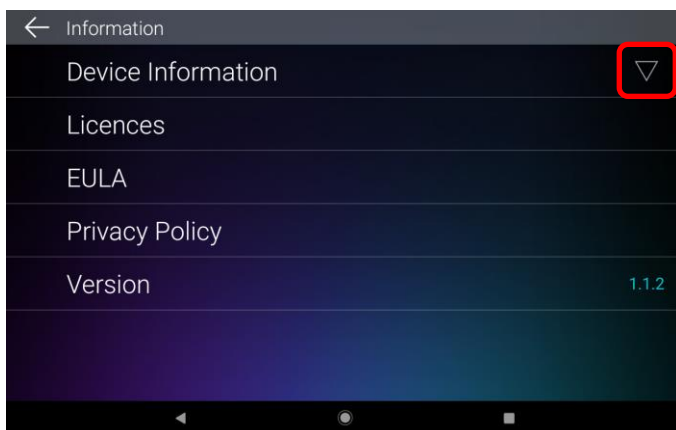 Information
Device Information
Licences
EULA
Privacy Policy
Version 1.1.2